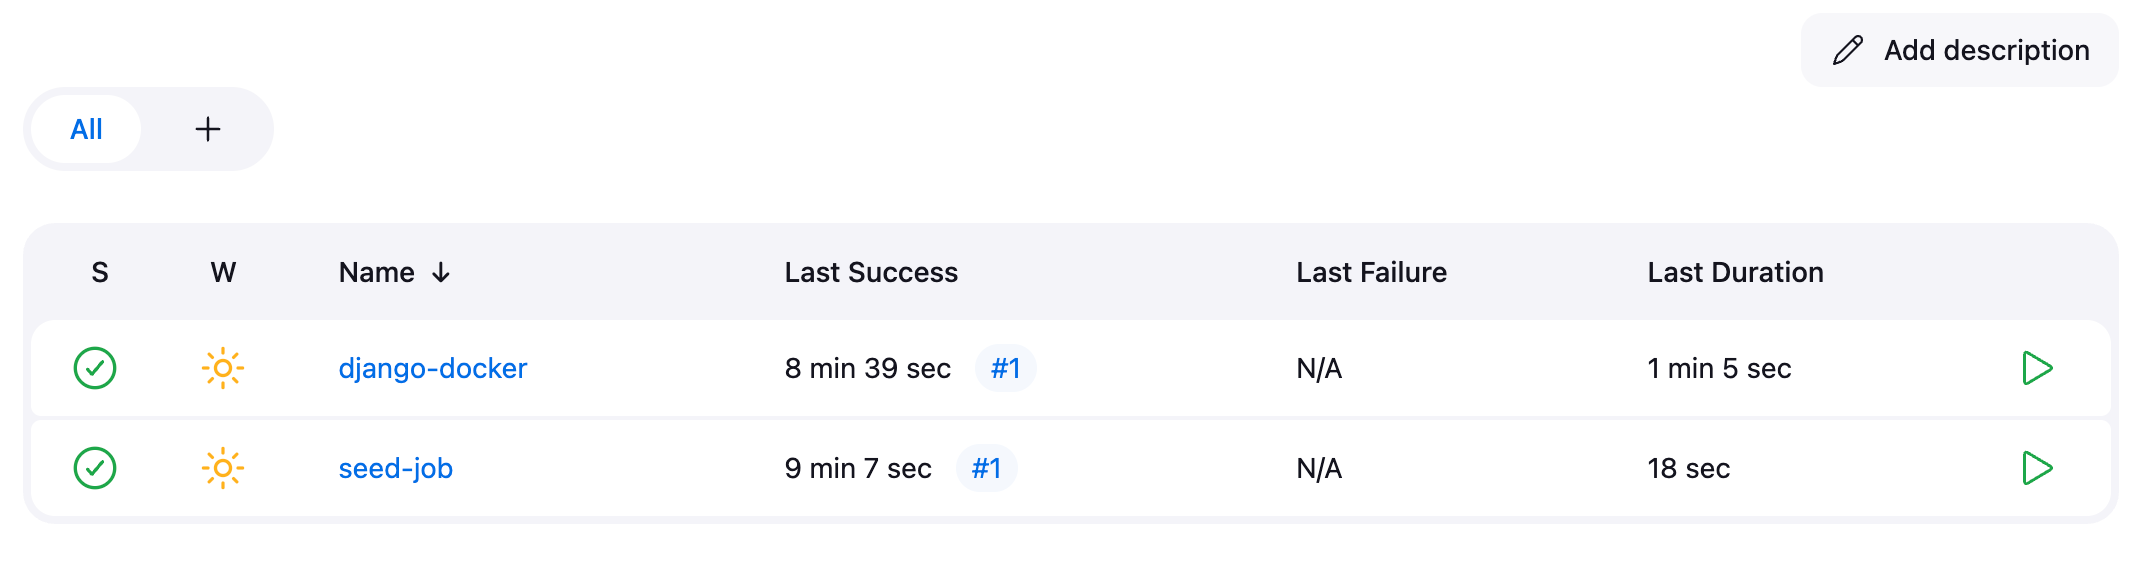 Add description
All +
S W Name ↓ Last Success Last Failure Last Duration
django-docker 8 min 39 sec #1 N/A 1 min 5 sec
seed-job 9 min 7 sec #1 N/A 18 sec